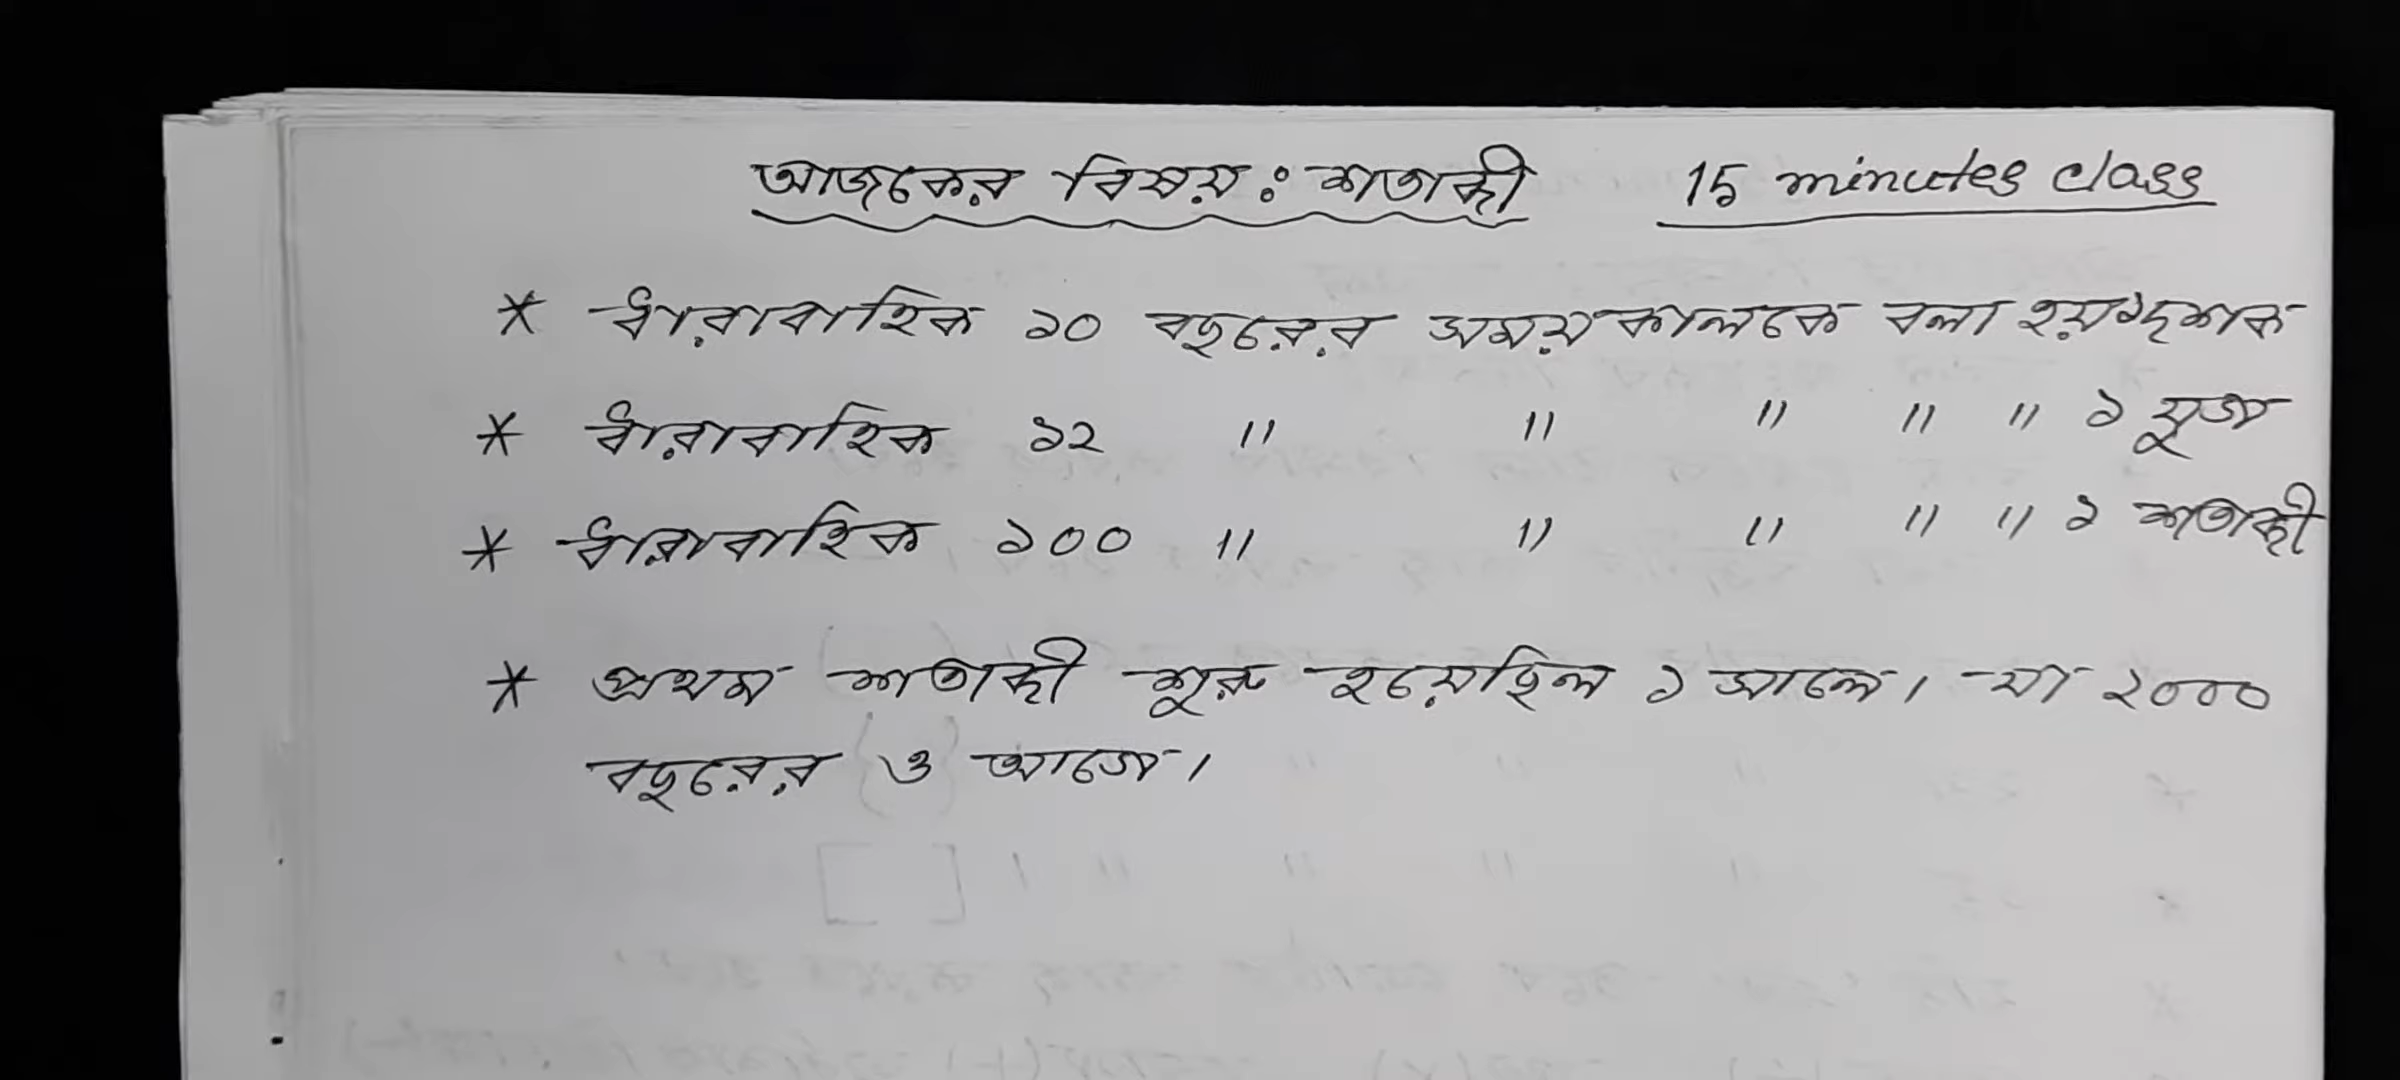 আজকের বিষয়ঃ শতাব্দী 15 minutes class
* ধারাবাহিক ১০ বছরের সময়কালকে বলা হয় ১ দশক
* ধারাবাহিক ১২ " " " " " ১ যুগ
* ধারাবাহিক ১০০ " " " " " ১ শতাব্দী
* প্রথম শতাব্দী শুরু হয়েছিল ১ সালে। যা ২০০০
বছরের ও আগে।